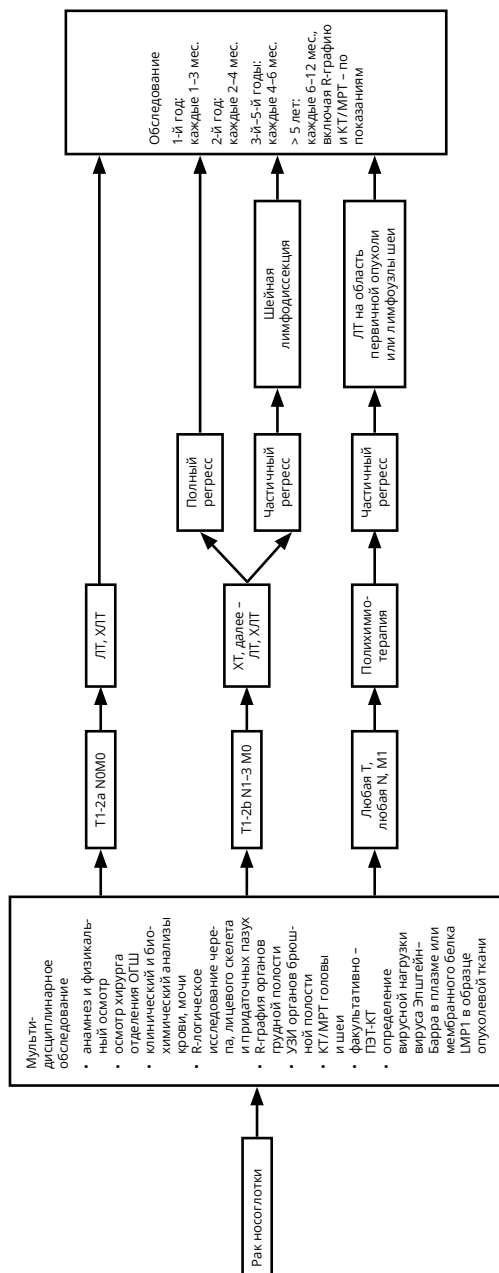 Рак носоглотки
Мульти-
дисциплинарное
обследование
• анамнез и физикаль-
ный осмотр
• осмотр хирурга
отделения ОГШ
• клинический и био-
химический анализы
крови, мочи
• R-логическое
исследование чере-
па, лицевого скелета
и придаточных пазух
• R-графия органов
грудной полости
• УЗИ органов брюш-
ной полости
• КТ/МРТ головы
и шеи
• факультативно –
ПЭТ-КТ
• определение
вирусной нагрузки
вируса Эпштейн–
Барра в плазме или
мембранного белка
LMP1 в образце
опухолевой ткани
T1-2a N0M0
ЛТ, ХЛТ
T1-2b N1–3 M0
ХТ, далее –
ЛТ, ХЛТ
Полный
регресс
Частичный
регресс
Шейная
лимфодиссекция
Любая T,
любая N, M1
Полихимио-
терапия
Частичный
регресс
ЛТ на область
первичной опухоли
или лимфоузлы шеи
Обследование
1-й год:
каждые 1–3 мес.
2-й год:
каждые 2–4 мес.
3-й–5-й годы:
каждые 4–6 мес.
> 5 лет:
каждые 6–12 мес.,
включая R-графию
и КТ/МРТ – по
показаниям